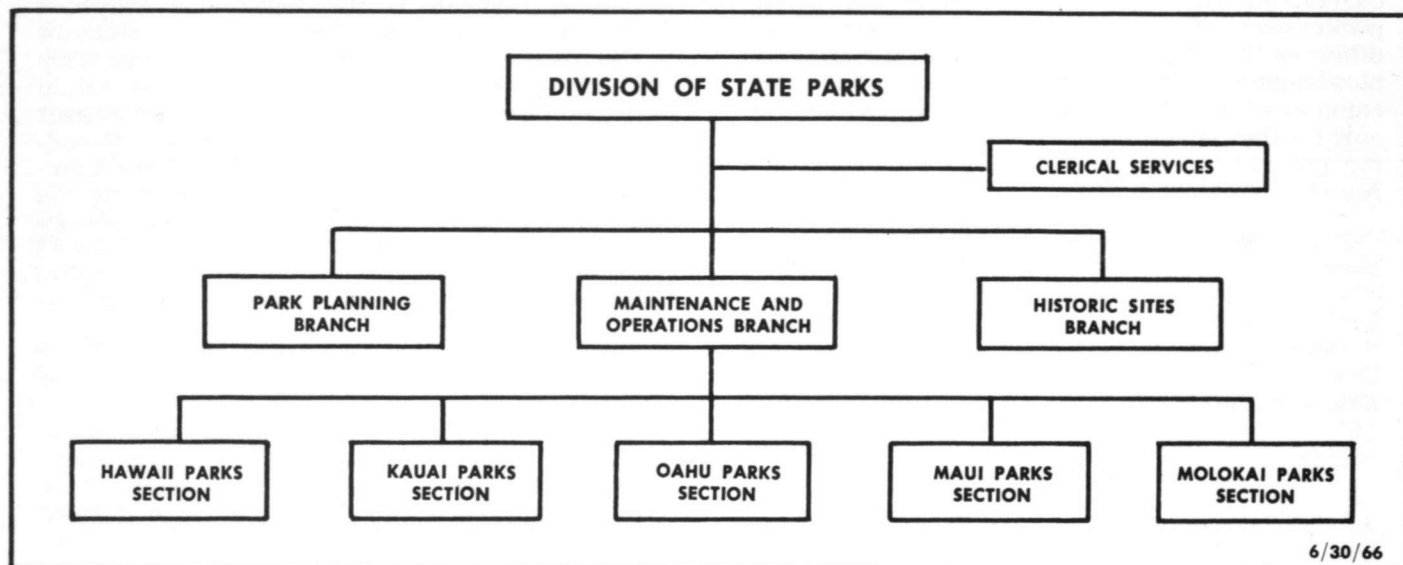 DIVISION OF STATE PARKS
CLERICAL SERVICES
PARK PLANNING
BRANCH
MAINTENANCE AND
OPERATIONS BRANCH
HISTORIC SITES
BRANCH
HAWAII PARKS
SECTION
KAUAI PARKS
SECTION
OAHU PARKS
SECTION
MAUI PARKS
SECTION
MOLOKAI PARKS
SECTION
6/30/66